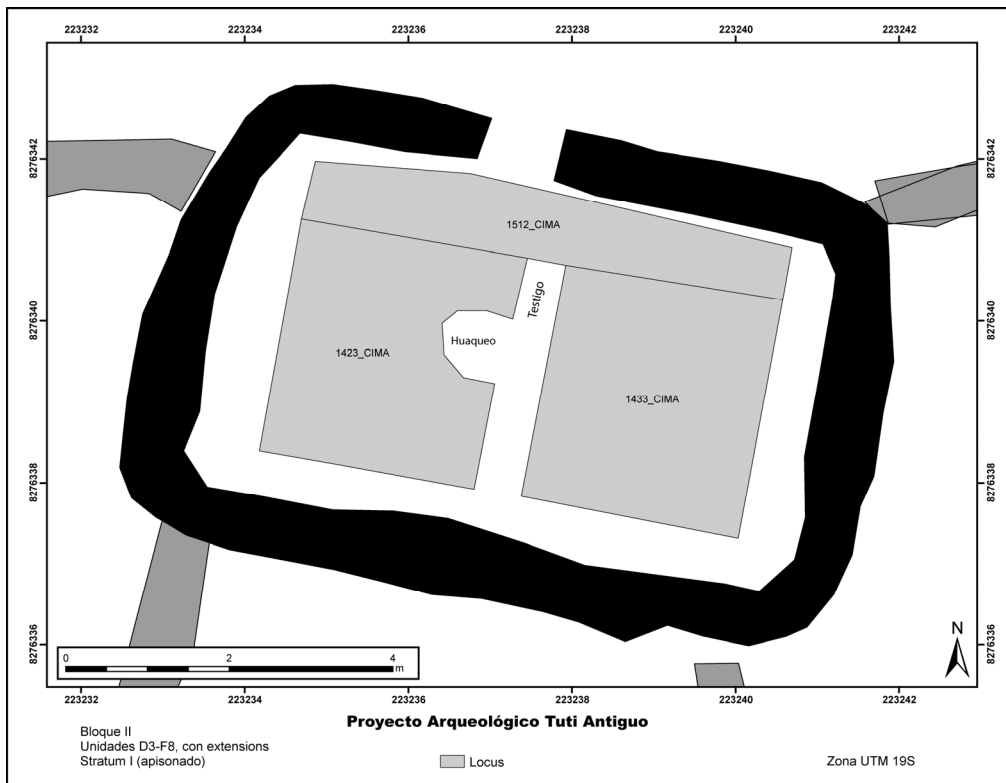 223232 223234 223236 223238 223240 223242
8276342 8276342
1512_CIMA
Testigo
8276340 8276340
Huaqueo
1423_CIMA
1433_CIMA
8276338 8276338
N
8276336 8276336
0 2 4
m
223232 223234 223236 223238 223240 223242
Proyecto Arqueológico Tuti Antiguo
Bloque II
Unidades D3-F8, con extensions
Stratum I (apisonado)
Locus
Zona UTM 19S